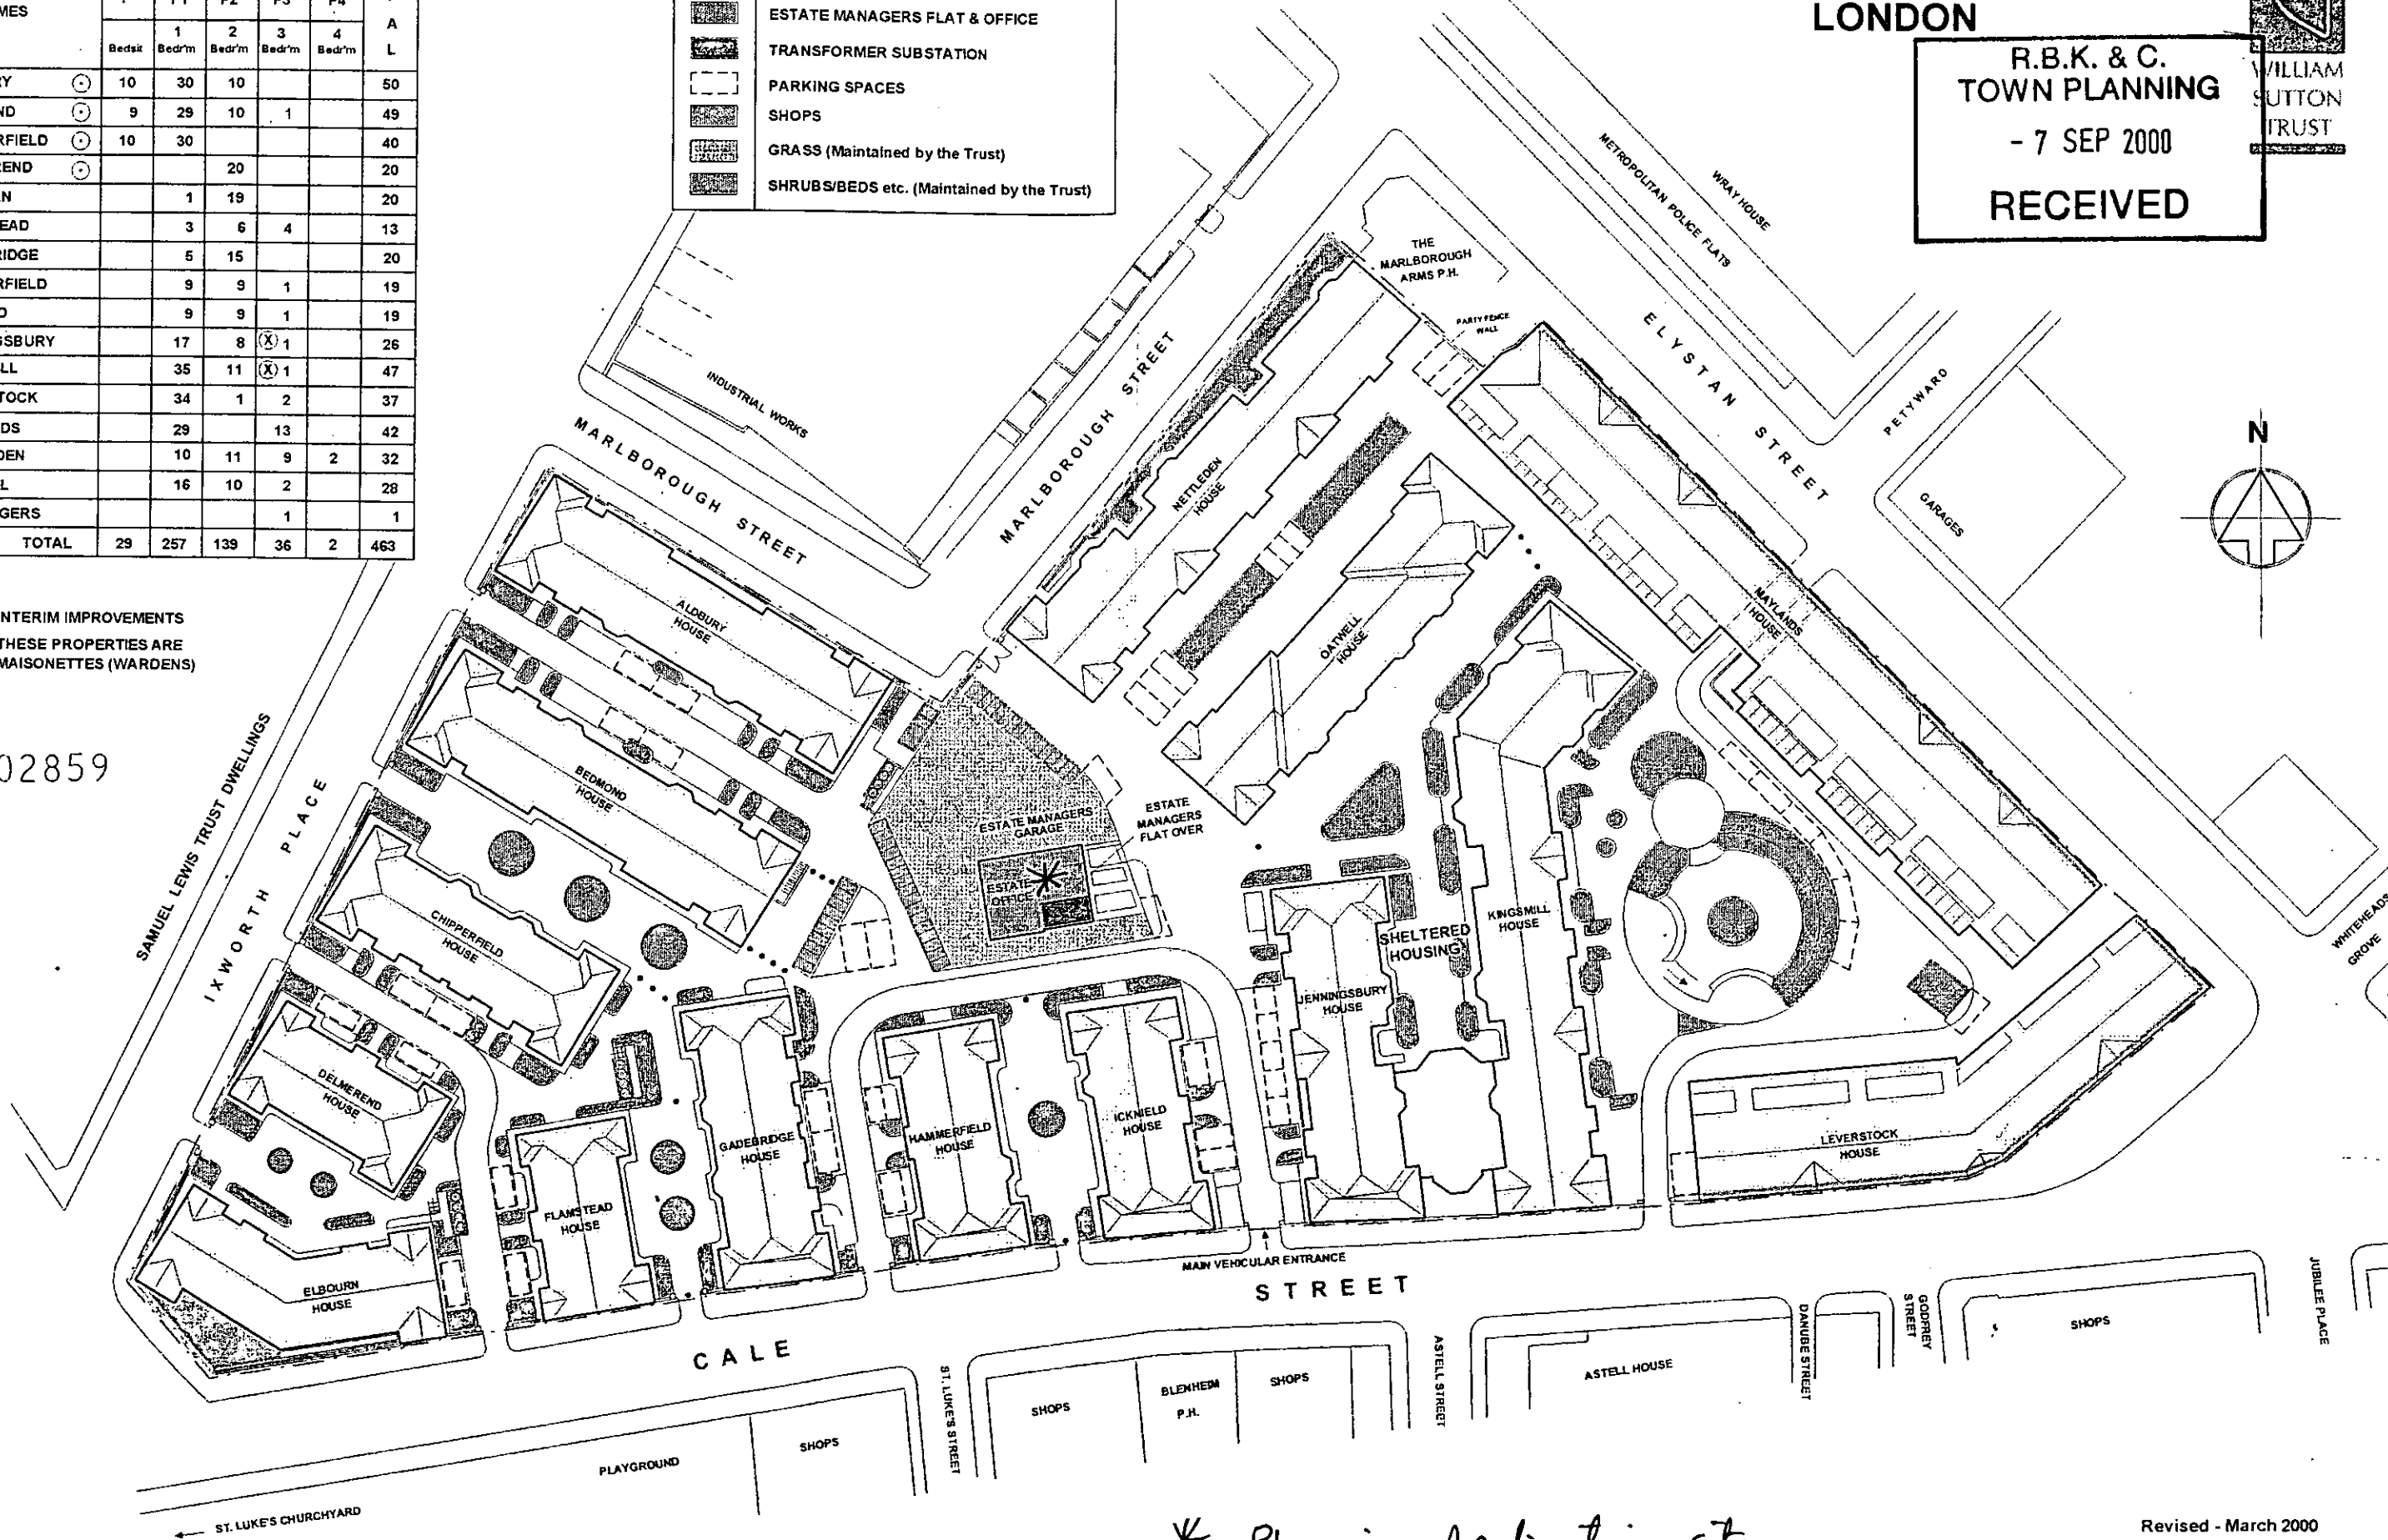 MES
F1 F2 F3 F4
A
L
Bedsit 1 Bedr'm 2 Bedr'm 3 Bedr'm 4 Bedr'm
RY 10 30 10 50
ND 9 29 10 1 49
RFIELD 10 30 40
END 20 20
N 1 19 20
EAD 3 6 4 13
IDGE 5 15 20
RFIELD 9 9 1 19
D 9 9 1 19
SBURY 17 8 (X) 1 26
LL 35 11 (X) 1 47
TOCK 34 1 2 37
DS 29 13 42
DEN 10 11 9 2 32
L 16 10 2 28
GERS 1 1
TOTAL 29 257 139 36 2 463
NTERIM IMPROVEMENTS
THESE PROPERTIES ARE
MAISONETTES (WARDENS)
02859
ESTATE MANAGERS FLAT & OFFICE
TRANSFORMER SUBSTATION
PARKING SPACES
SHOPS
GRASS (Maintained by the Trust)
SHRUBS/BEDS etc. (Maintained by the Trust)
LONDON
R.B.K. & C.
TOWN PLANNING
- 7 SEP 2000
RECEIVED
WILLIAM
SUTTON
TRUST
N
METROPOLITAN POLICE FLATS
WRAY HOUSE
THE
MARLBOROUGH
ARMS P.H.
PARTY FENCE
WALL
ELYSTAN STREET
PETYWARD
GARAGES
INDUSTRIAL WORKS
MARLBOROUGH STREET
MARLBOROUGH STREET
NETTLEDEN
HOUSE
OATWELL
HOUSE
MAYLANDS
HOUSE
ALDBURY
HOUSE
BEDMOND
HOUSE
CHIPPERFIELD
HOUSE
DELMEREND
HOUSE
ELBOURN
HOUSE
FLAMSTEAD
HOUSE
GADEBRIDGE
HOUSE
HAMMERFIELD
HOUSE
ICKNIELD
HOUSE
JENNINGSBURY
HOUSE
SHELTERED
HOUSING
KINGSMILL
HOUSE
LEVERSTOCK
HOUSE
ESTATE MANAGERS
GARAGE
ESTATE
MANAGERS
FLAT OVER
ESTATE
OFFICE
SAMUEL LEWIS TRUST DWELLINGS
IXWORTH PLACE
WHITEHEADS
GROVE
MAIN VEHICULAR ENTRANCE
CALE STREET
JUBILEE PLACE
GODFREY
STREET
DANUBE STREET
SHOPS
ASTELL HOUSE
ASTELL STREET
SHOPS
BLENHEIM
P.H.
SHOPS
ST. LUKE'S STREET
SHOPS
PLAYGROUND
ST. LUKE'S CHURCHYARD
Revised - March 2000